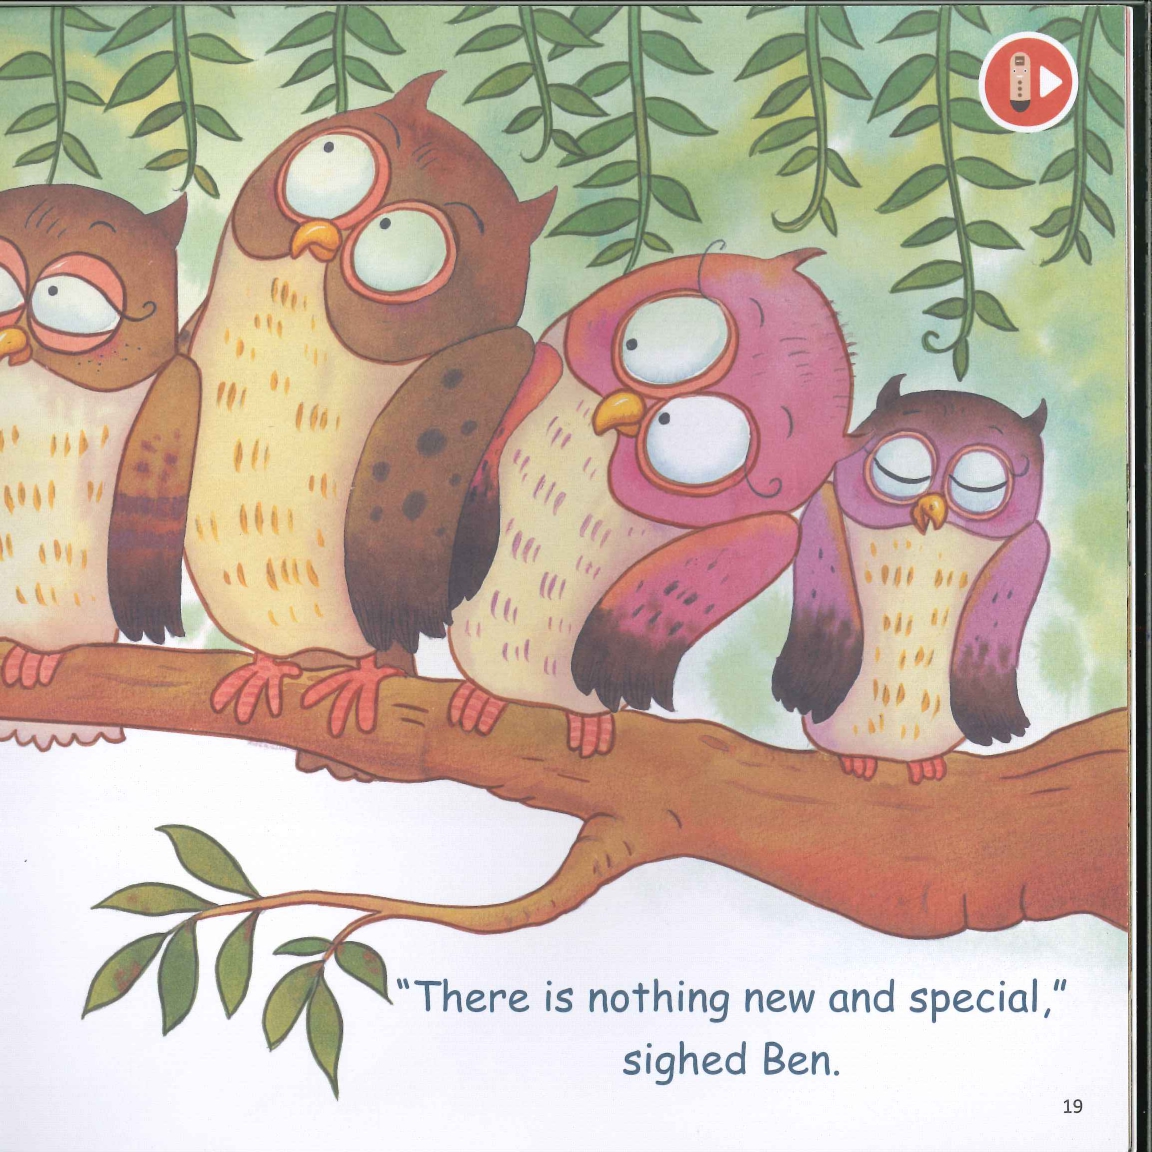 “There is nothing new and special,”
sighed Ben.
19